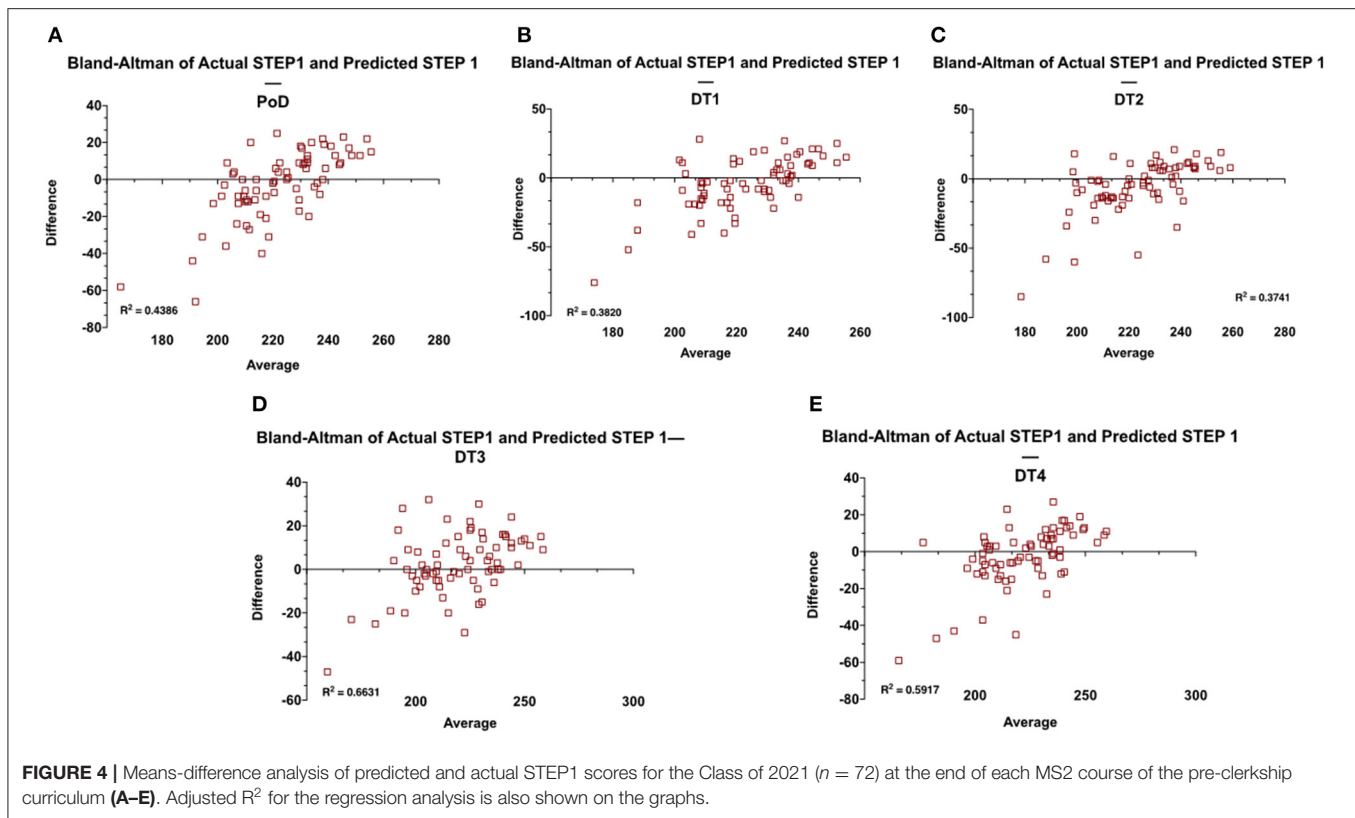 A
Bland-Altman of Actual STEP1 and Predicted STEP 1
—
PoD
40
20
0
-20
-40
-60
-80
Difference
R² = 0.4386
180 200 220 240 260 280
Average
B
Bland-Altman of Actual STEP1 and Predicted STEP 1
—
DT1
50
0
-50
-100
Difference
R² = 0.3820
180 200 220 240 260 280
Average
C
Bland-Altman of Actual STEP1 and Predicted STEP 1
—
DT2
50
0
-50
-100
Difference
R² = 0.3741
180 200 220 240 260 280
Average
D
Bland-Altman of Actual STEP1 and Predicted STEP 1—
DT3
40
20
0
-20
-40
-60
Difference
R² = 0.6631
200 250 300
Average
E
Bland-Altman of Actual STEP1 and Predicted STEP 1
—
DT4
40
20
0
-20
-40
-60
-80
Difference
R² = 0.5917
200 250 300
Average
FIGURE 4 | Means-difference analysis of predicted and actual STEP1 scores for the Class of 2021 (n = 72) at the end of each MS2 course of the pre-clerkship
curriculum (A–E). Adjusted R² for the regression analysis is also shown on the graphs.